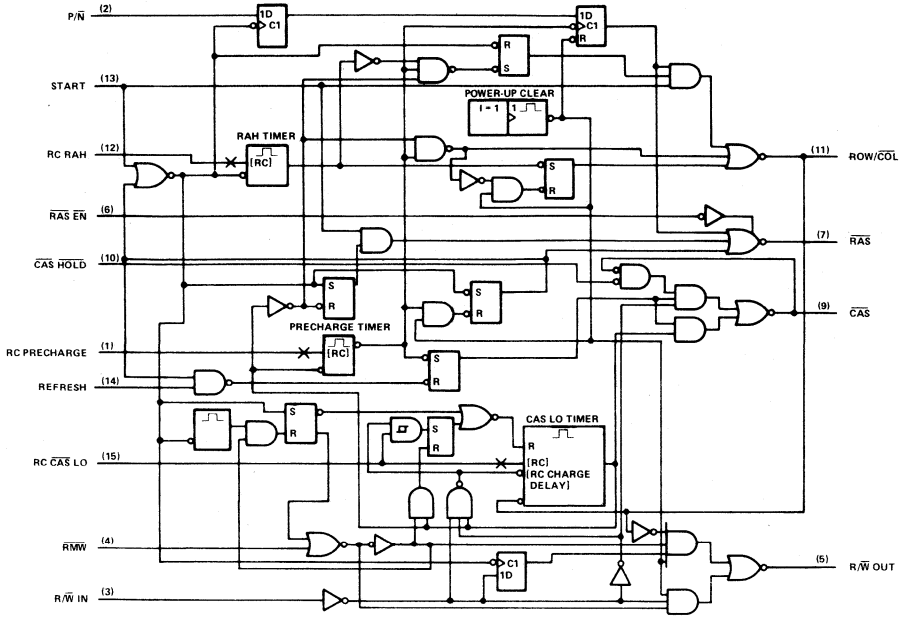 P/N̅ (2)
1D
C1
1D
C1
R
R
S
START (13)
POWER-UP CLEAR
I = 1
1
RAH TIMER
RC RAH (12)
[RC]
S
R
(11) ROW/C̅O̅L̅
R̅A̅S̅ E̅N̅ (6)
(7) R̅A̅S̅
C̅A̅S̅ H̅O̅L̅D̅ (10)
S
R
S
R
(9) C̅A̅S̅
PRECHARGE TIMER
RC PRECHARGE (1)
[RC]
S
R
REFRESH (14)
S
R
S
R
CAS LO TIMER
R
RC C̅A̅S̅ LO (15)
[RC]
[RC CHARGE
DELAY]
R̅M̅W̅ (4)
C1
1D
(5) R/W̅ OUT
R/W̅ IN (3)